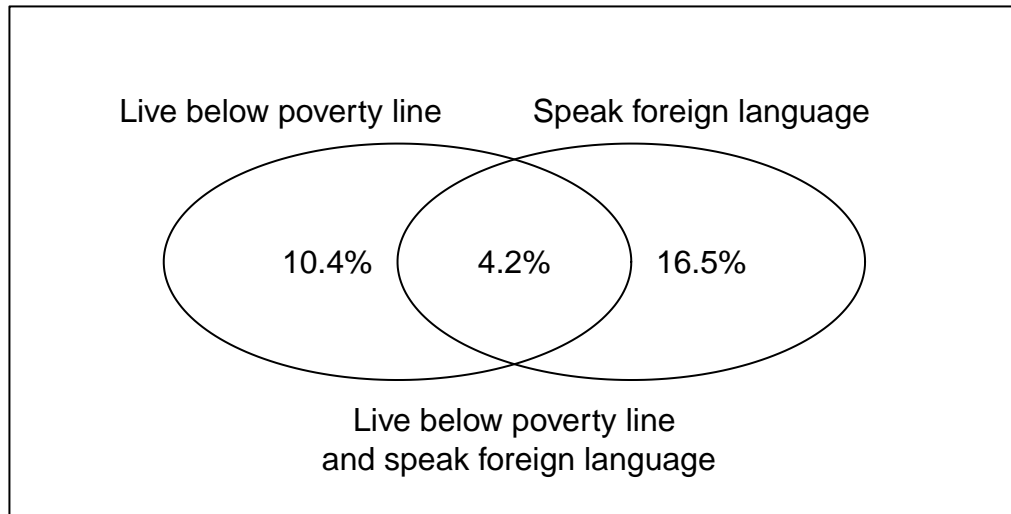 Live below poverty line
Speak foreign language
10.4%
4.2%
16.5%
Live below poverty line
and speak foreign language